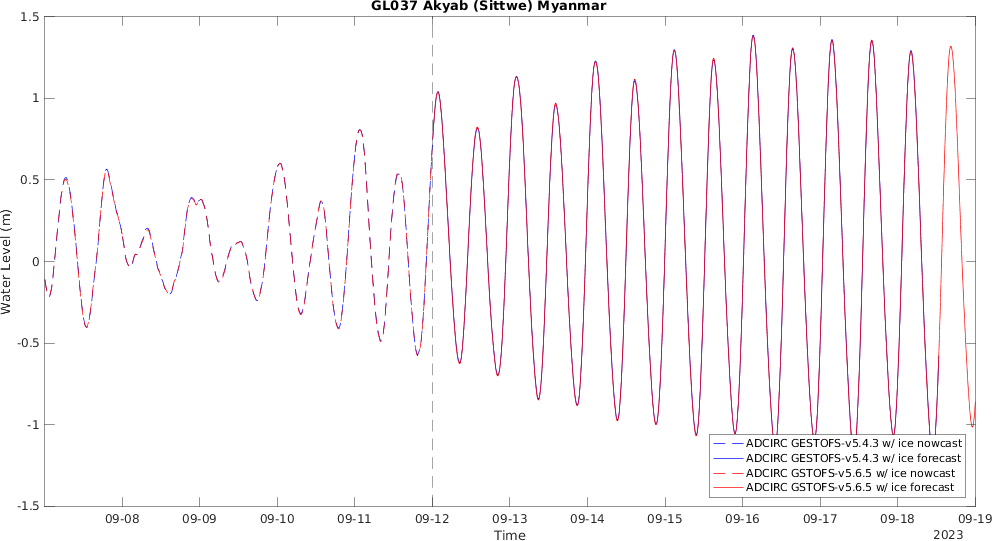 GL037 Akyab (Sittwe) Myanmar
Water Level (m)
1.5
1
0.5
0
-0.5
-1
-1.5
ADCIRC GESTOFS-v5.4.3 w/ ice nowcast
ADCIRC GESTOFS-v5.4.3 w/ ice forecast
ADCIRC GSTOFS-v5.6.5 w/ ice nowcast
ADCIRC GSTOFS-v5.6.5 w/ ice forecast
09-08 09-09 09-10 09-11 09-12 09-13 09-14 09-15 09-16 09-17 09-18 09-19
Time
2023